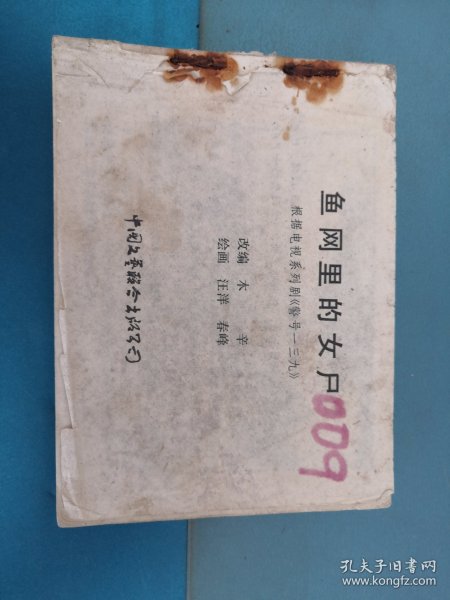 鱼网里的女尸
根据电视系列剧《警号一三九》
改编 木 辛
绘画 汪洋 春峰
中国文艺联合出版公司
009
孔夫子旧书网
www.kongfz.com